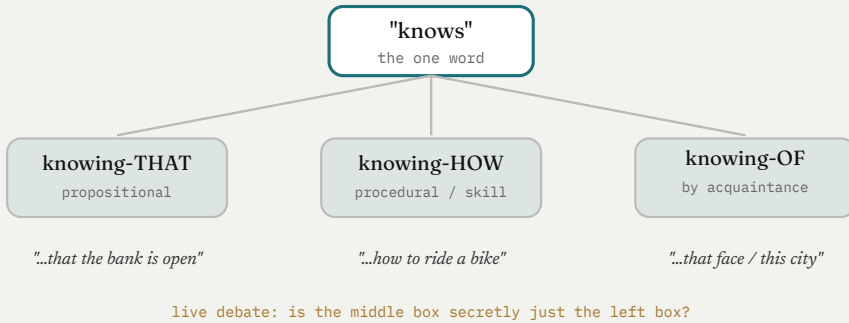 "knows"
the one word
knowing-THAT
propositional
"...that the bank is open"
knowing-HOW
procedural / skill
"...how to ride a bike"
knowing-OF
by acquaintance
"...that face / this city"
live debate: is the middle box secretly just the left box?